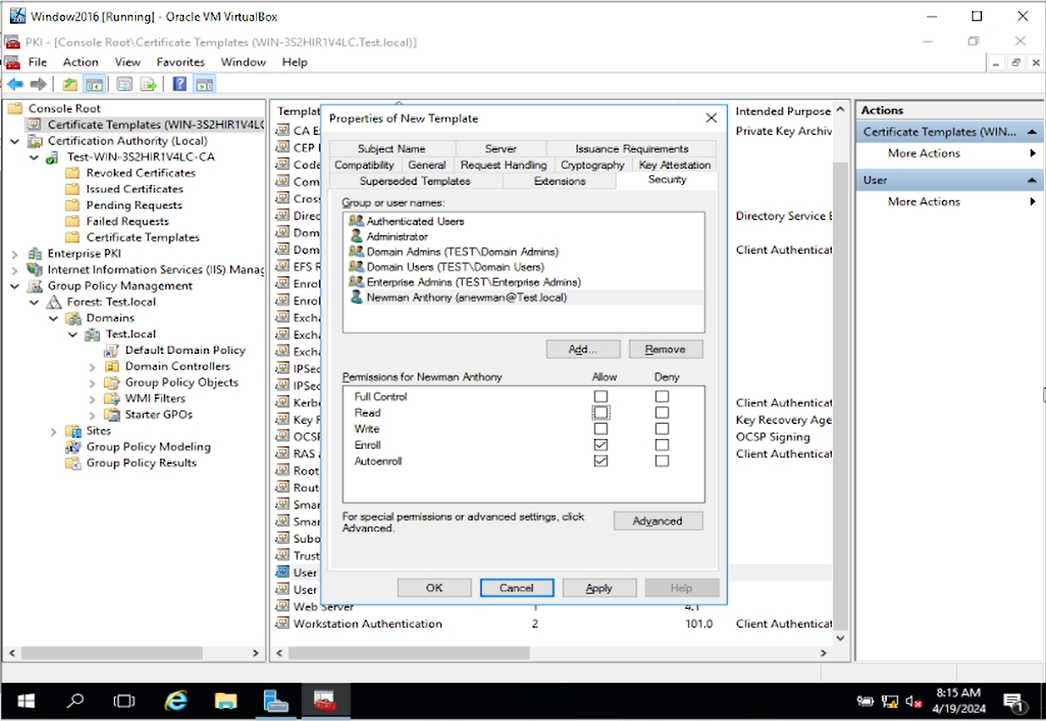 Window2016 [Running] - Oracle VM VirtualBox
PKI - [Console Root\Certificate Templates (WIN-3S2HIR1V4LC.Test.local)]
File Action View Favorites Window Help
Console Root
Certificate Templates (WIN-3S2HIR1V4LC
Certification Authority (Local)
Test-WIN-3S2HIR1V4LC-CA
Revoked Certificates
Issued Certificates
Pending Requests
Failed Requests
Certificate Templates
Enterprise PKI
Internet Information Services (IIS) Manag
Group Policy Management
Forest: Test.local
Domains
Test.local
Default Domain Policy
Domain Controllers
Group Policy Objects
WMI Filters
Starter GPOs
Sites
Group Policy Modeling
Group Policy Results
Templat
CA E
CEP
Code
Com
Cross
Direc
Dom
Dom
EFS R
Enrol
Enrol
Excha
Excha
Excha
IPSec
IPSec
Kerbe
Key R
OCSP
RAS
Root
Route
Smar
Smar
Subo
Trust
User
User
Web Server 1 4.1
Workstation Authentication 2 101.0 Client Authenticat
Intended Purpose
Private Key Archiv
Directory Service E
Client Authenticat
Client Authenticat
Key Recovery Age
OCSP Signing
Client Authenticat
Properties of New Template
Subject Name Server Issuance Requirements
Compatibility General Request Handling Cryptography Key Attestation
Superseded Templates Extensions Security
Group or user names:
Authenticated Users
Administrator
Domain Admins (TEST\Domain Admins)
Domain Users (TEST\Domain Users)
Enterprise Admins (TEST\Enterprise Admins)
Newman Anthony (anewman@Test.local)
Add... Remove
Permissions for Newman Anthony Allow Deny
Full Control
Read
Write
Enroll
Autoenroll
For special permissions or advanced settings, click
Advanced.
Advanced
OK Cancel Apply Help
Actions
Certificate Templates (WIN...
More Actions
User
More Actions
8:15 AM
4/19/2024
1